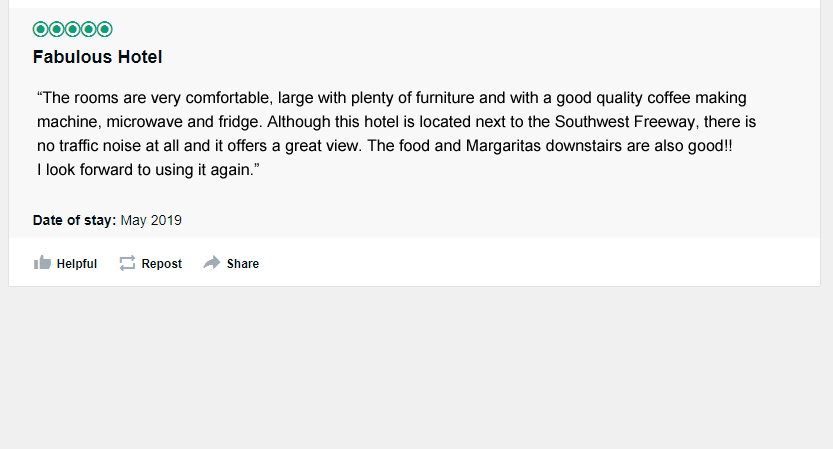 Fabulous Hotel
“The rooms are very comfortable, large with plenty of furniture and with a good quality coffee making
machine, microwave and fridge. Although this hotel is located next to the Southwest Freeway, there is
no traffic noise at all and it offers a great view. The food and Margaritas downstairs are also good!!
I look forward to using it again.”
Date of stay: May 2019
Helpful Repost Share